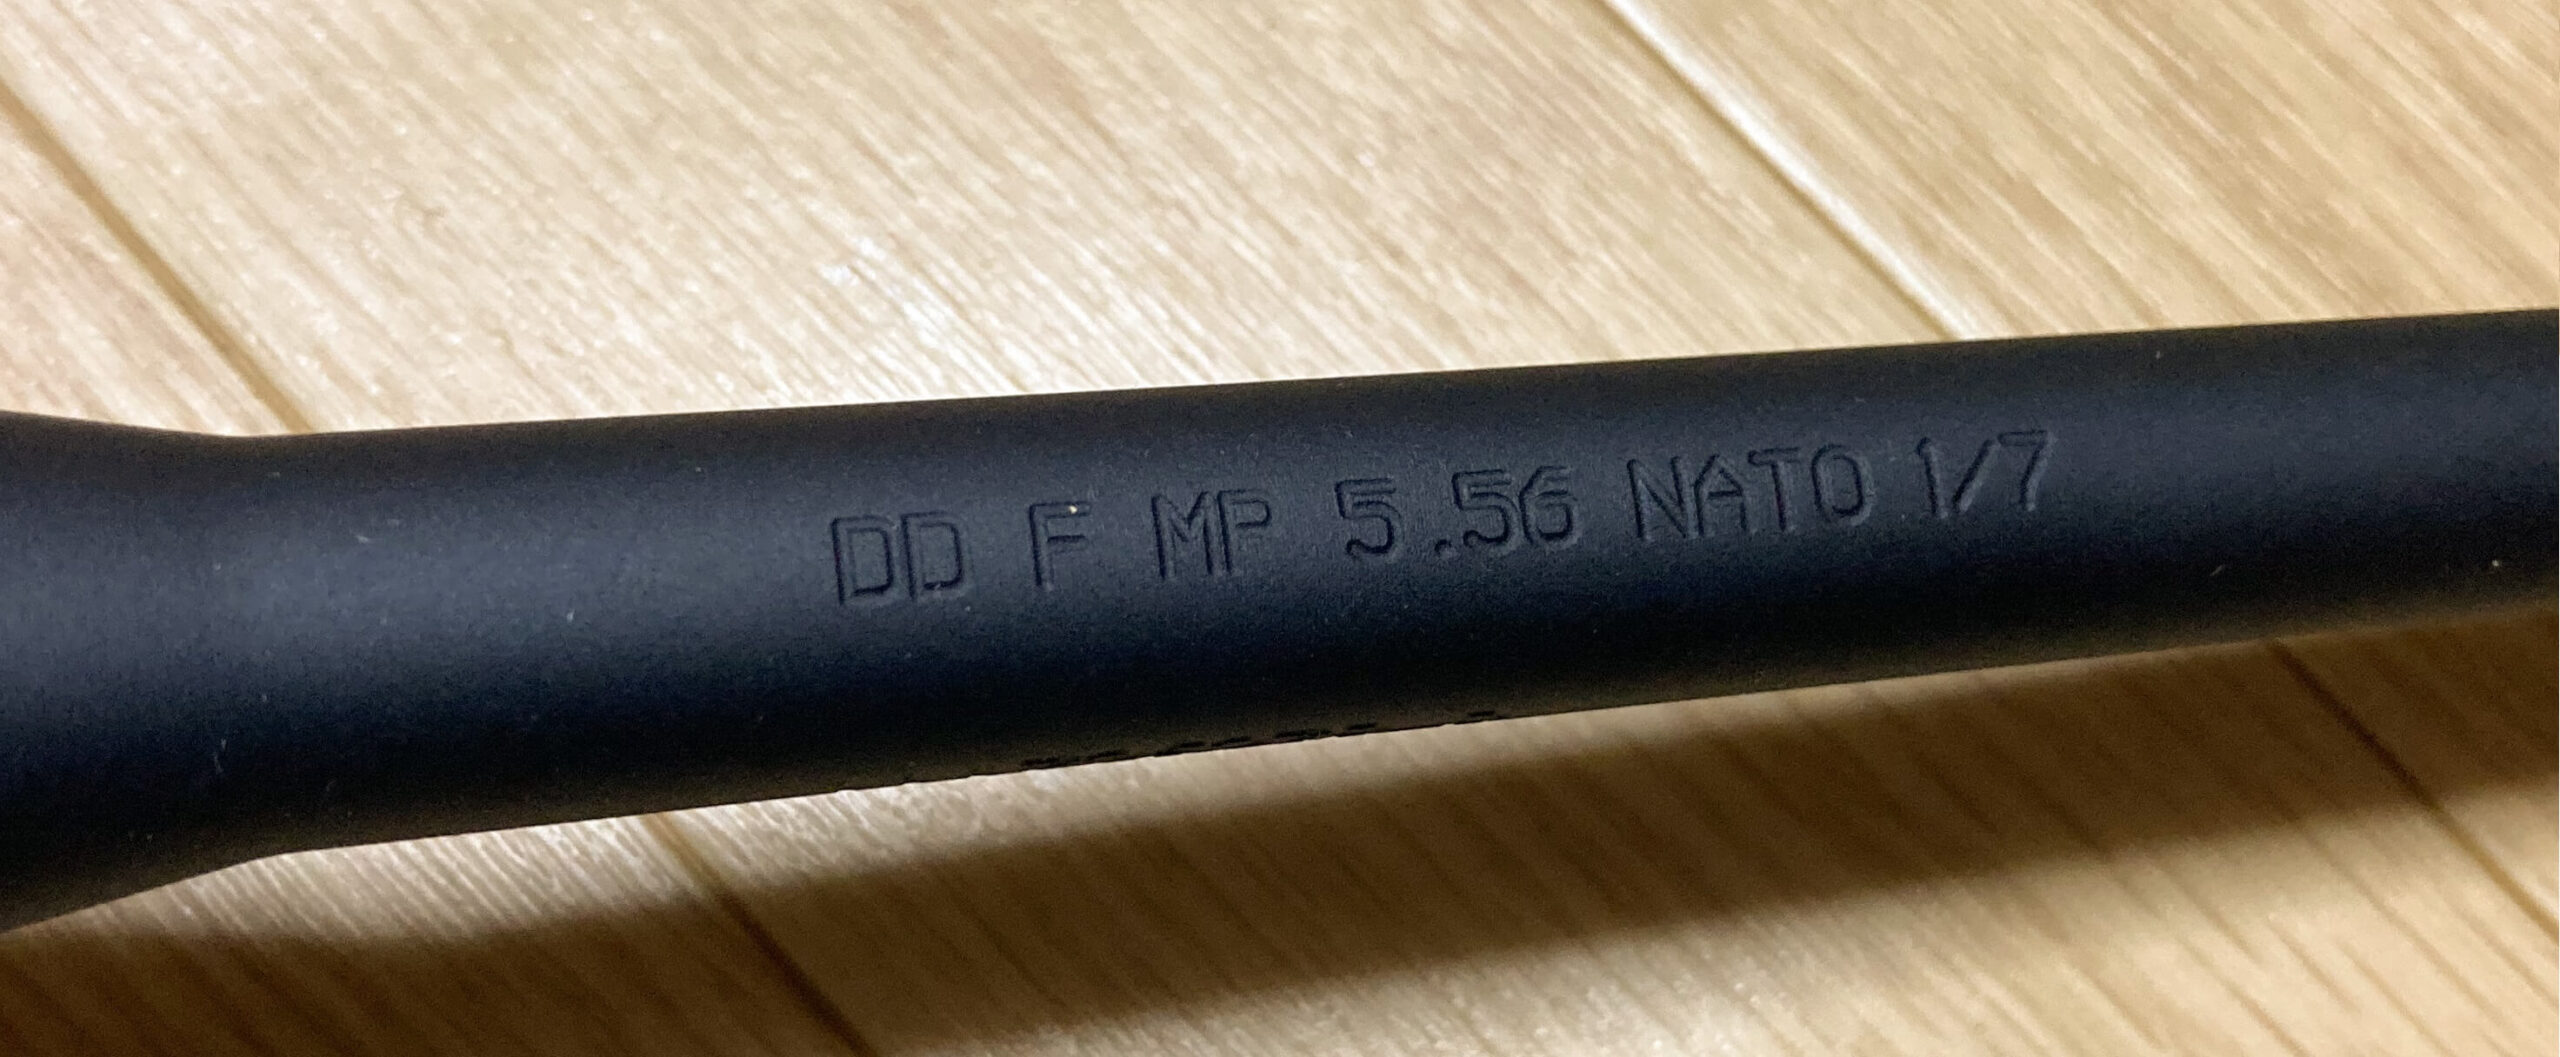 DD F MP 5.56 NATO 1/7